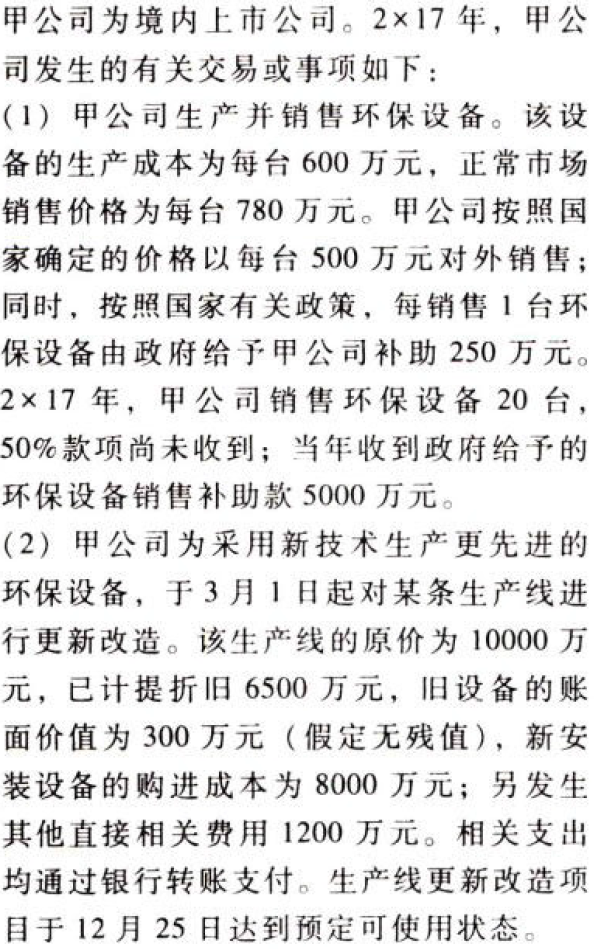 甲公司为境内上市公司。2×17 年，甲公
司发生的有关交易或事项如下：
(1) 甲公司生产并销售环保设备。该设
备的生产成本为每台 600 万元，正常市场
销售价格为每台 780 万元。甲公司按照国
家确定的价格以每台 500 万元对外销售；
同时，按照国家有关政策，每销售 1 台环
保设备由政府给予甲公司补助 250 万元。
2×17 年，甲公司销售环保设备 20 台，
50%款项尚未收到；当年收到政府给予的
环保设备销售补助款 5000 万元。
(2) 甲公司为采用新技术生产更先进的
环保设备，于 3 月 1 日起对某条生产线进
行更新改造。该生产线的原价为 10000 万
元，已计提折旧 6500 万元，旧设备的账
面价值为 300 万元（假定无残值），新安
装设备的购进成本为 8000 万元；另发生
其他直接相关费用 1200 万元。相关支出
均通过银行转账支付。生产线更新改造项
目于 12 月 25 日达到预定可使用状态。